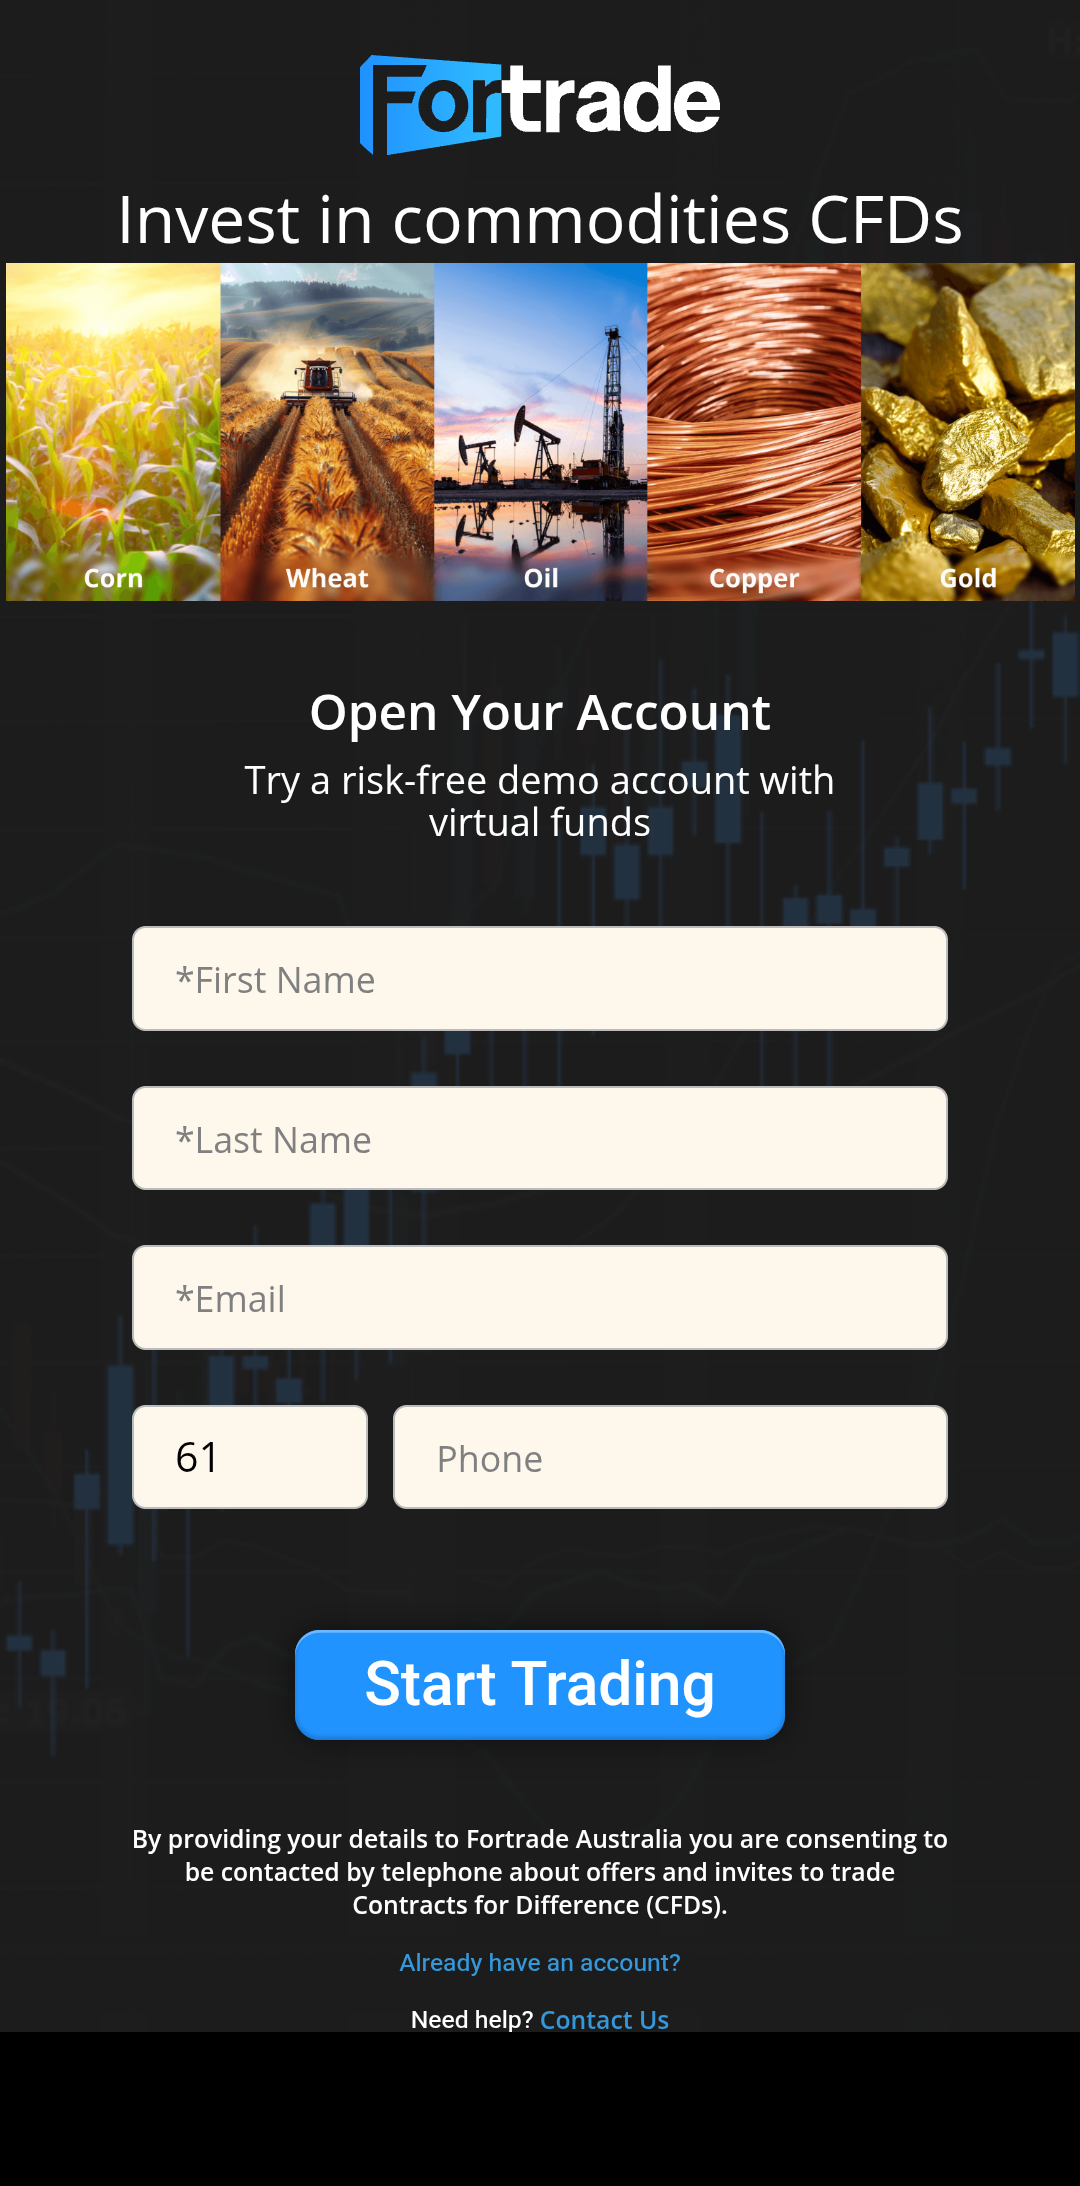 Fortrade
Invest in commodities CFDs
Corn
Wheat
Oil
Copper
Gold
Open Your Account
Try a risk-free demo account with
virtual funds
*First Name
*Last Name
*Email
61
Phone
Start Trading
By providing your details to Fortrade Australia you are consenting to
be contacted by telephone about offers and invites to trade
Contracts for Difference (CFDs).
Already have an account?
Need help? Contact Us